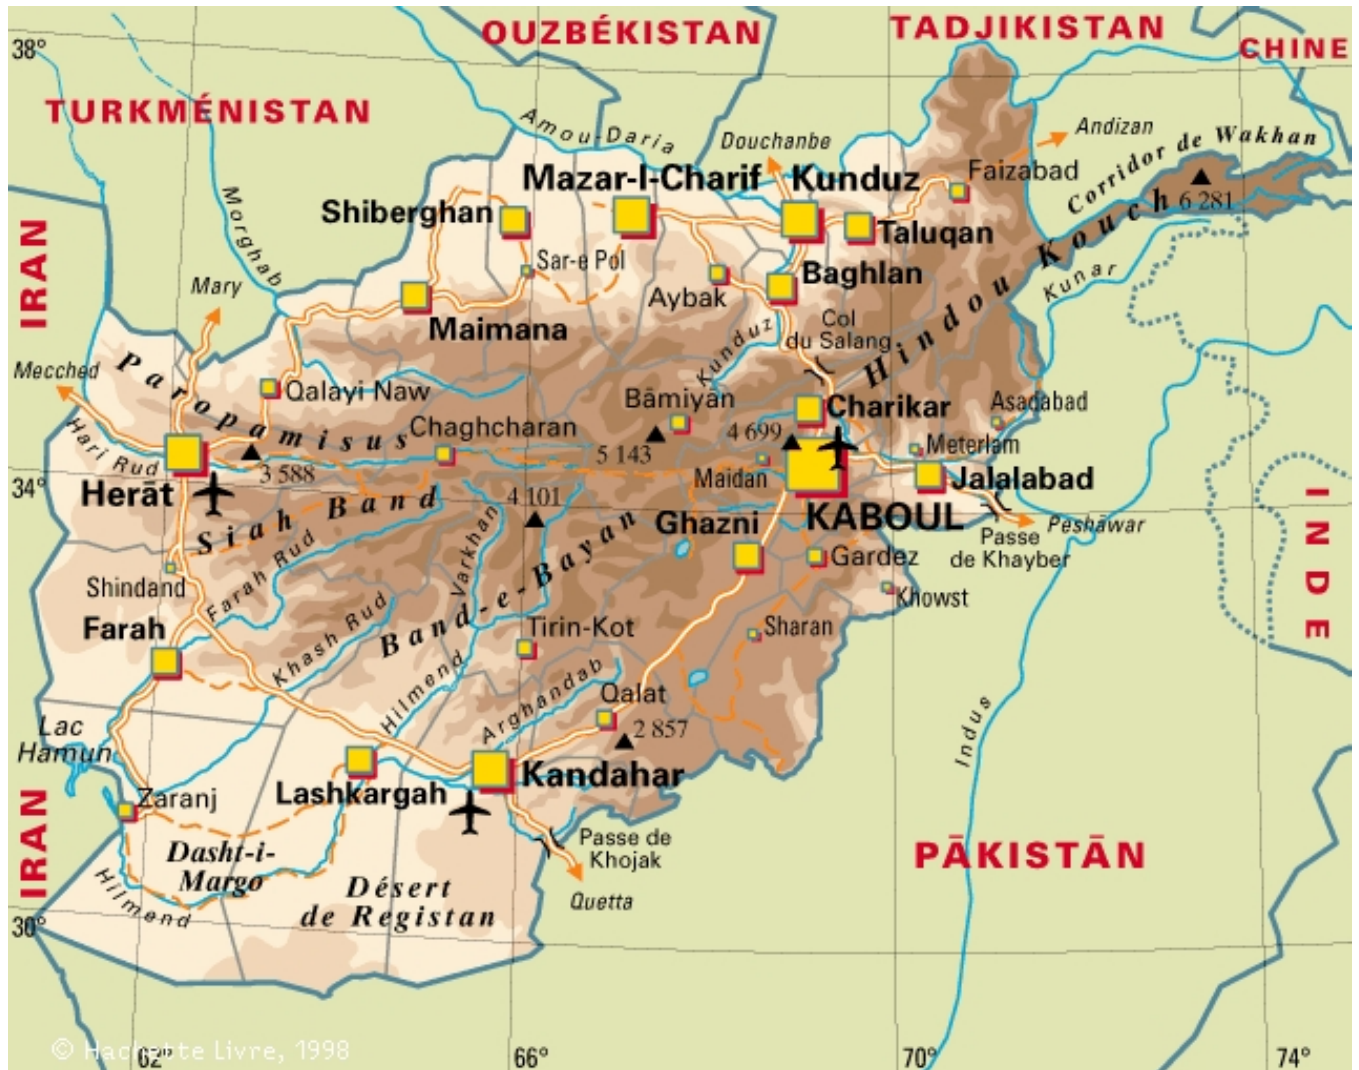 38°
OUZBÉKISTAN
TADJIKISTAN
CHINE
TURKMÉNISTAN
Amou-Daria
Douchanbe
Andizan
Corridor de Wakhan
Mazar-I-Charif
Kunduz
Faizabad
6 281
Shiberghan
Taluqan
Morghab
Sar-e Pol
Baghlan
Aybak
Kunar
Hindou Kouch
IRAN
Mary
Maimana
Kunduz
Col
du Salang
Mecched
Paropamisus
Qalayi Naw
Bāmiyān
Charikar
Asadabad
Hari Rud
Chaghcharan
5 143
4 699
Meterlam
3 588
Maïdan
Jalalabad
34°
Herāt
Siah Band
4 101
Ghazni
KABOUL
Peshāwar
Passe
de Khayber
INDE
Varkhan
Band-e-Bayan
Gardez
Shindand
Farah Rud
Khowst
Farah
Khash Rud
Tirin-Kot
Sharan
Hilmend
Arghandab
Qalat
2 857
Indus
Lac
Hamun
Zaranj
Lashkargah
Kandahar
IRAN
Dasht-i-
Margo
Passe de
Khojak
PĀKISTĀN
Hilmend
Désert
de Registan
Quetta
30°
© Hachette Livre, 1998
62°
66°
70°
74°